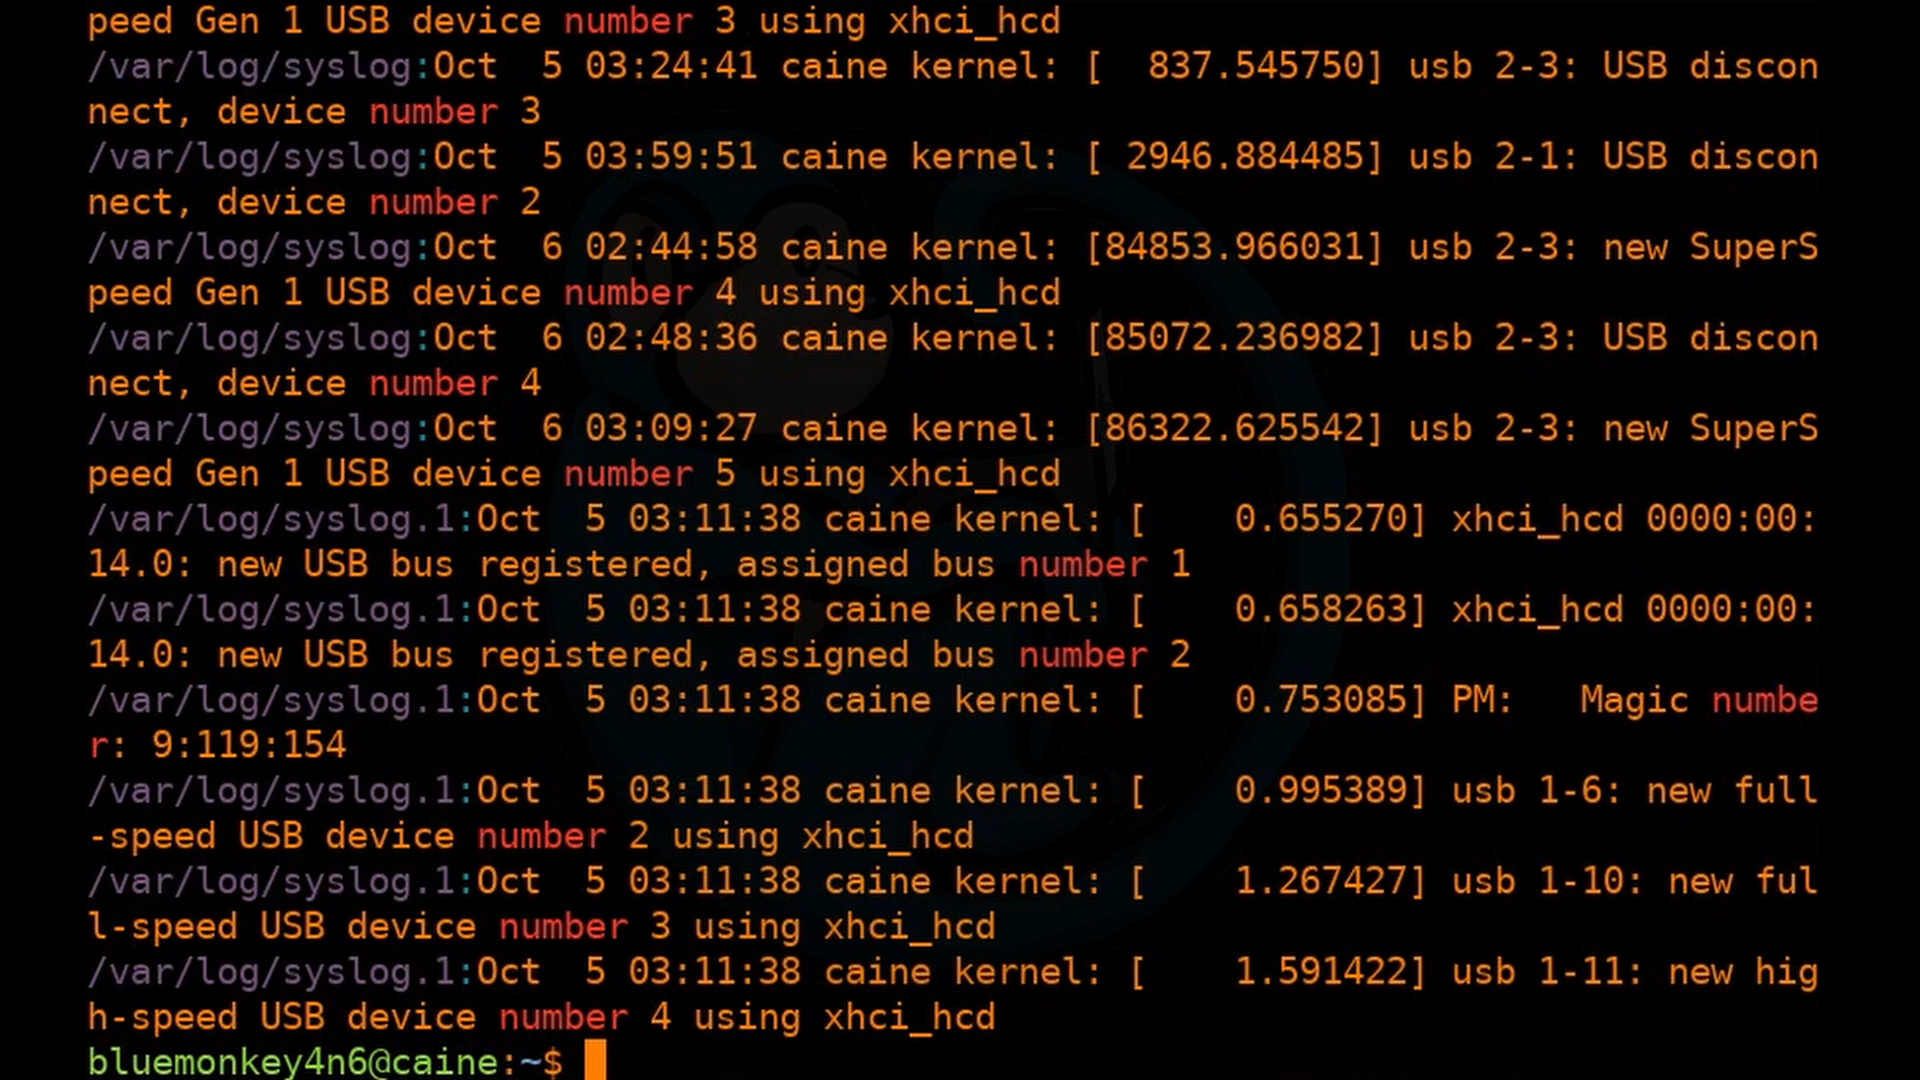 peed Gen 1 USB device number 3 using xhci_hcd
/var/log/syslog:Oct  5 03:24:41 caine kernel: [  837.545750] usb 2-3: USB discon
nect, device number 3
/var/log/syslog:Oct  5 03:59:51 caine kernel: [ 2946.884485] usb 2-1: USB discon
nect, device number 2
/var/log/syslog:Oct  6 02:44:58 caine kernel: [84853.966031] usb 2-3: new SuperS
peed Gen 1 USB device number 4 using xhci_hcd
/var/log/syslog:Oct  6 02:48:36 caine kernel: [85072.236982] usb 2-3: USB discon
nect, device number 4
/var/log/syslog:Oct  6 03:09:27 caine kernel: [86322.625542] usb 2-3: new SuperS
peed Gen 1 USB device number 5 using xhci_hcd
/var/log/syslog.1:Oct  5 03:11:38 caine kernel: [    0.655270] xhci_hcd 0000:00:
14.0: new USB bus registered, assigned bus number 1
/var/log/syslog.1:Oct  5 03:11:38 caine kernel: [    0.658263] xhci_hcd 0000:00:
14.0: new USB bus registered, assigned bus number 2
/var/log/syslog.1:Oct  5 03:11:38 caine kernel: [    0.753085] PM:   Magic numbe
r: 9:119:154
/var/log/syslog.1:Oct  5 03:11:38 caine kernel: [    0.995389] usb 1-6: new full
-speed USB device number 2 using xhci_hcd
/var/log/syslog.1:Oct  5 03:11:38 caine kernel: [    1.267427] usb 1-10: new ful
l-speed USB device number 3 using xhci_hcd
/var/log/syslog.1:Oct  5 03:11:38 caine kernel: [    1.591422] usb 1-11: new hig
h-speed USB device number 4 using xhci_hcd
bluemonkey4n6@caine:~$